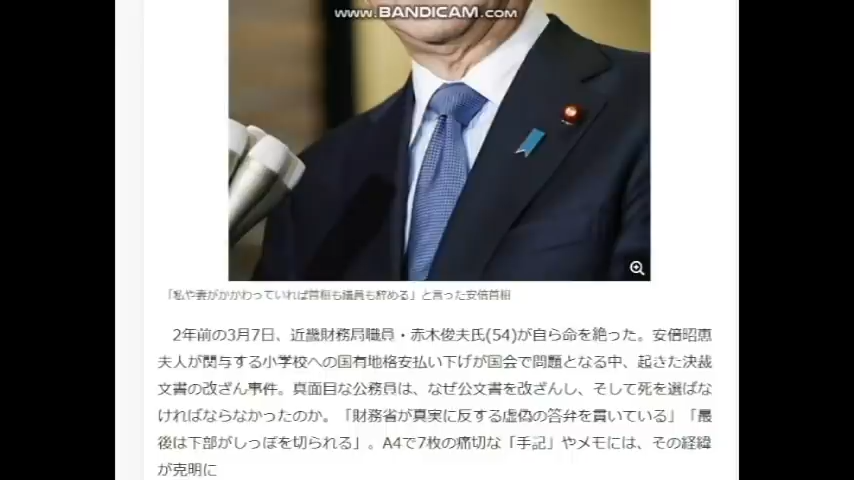 www.BANDICAM.com
「私や妻がかかわっていれば首相も議員も辞める」と言った安倍首相
2年前の3月7日、近畿財務局職員・赤木俊夫氏(54)が自ら命を絶った。安倍昭恵
夫人が関与する小学校への国有地格安払い下げが国会で問題となる中、起きた決裁
文書の改ざん事件。真面目な公務員は、なぜ公文書を改ざんし、そして死を選ばな
ければならなかったのか。「財務省が真実に反する虚偽の答弁を貫いている」「最
後は下部がしっぽを切られる」。A4で7枚の痛切な「手記」やメモには、その経緯
が克明に